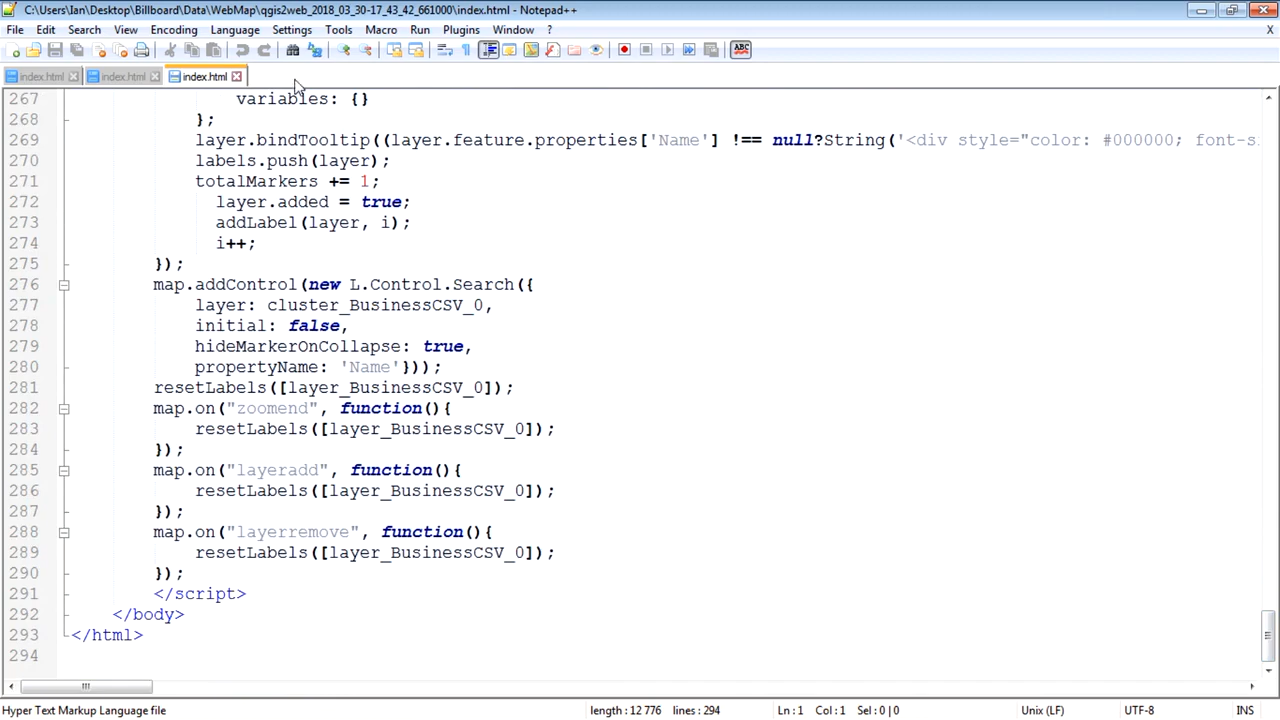 C:\Users\Ian\Desktop\Billboard\Data\WebMap\qgis2web_2018_03_30-17_43_42_661000\index.html - Notepad++
File Edit Search View Encoding Language Settings Tools Macro Run Plugins Window ? X
ABC
index.html index.html index.html
267 variables: {}
268 };
269 layer.bindTooltip((layer.feature.properties['Name'] !== null?String('<div style="color: #000000; font-si
270 labels.push(layer);
271 totalMarkers += 1;
272 layer.added = true;
273 addLabel(layer, i);
274 i++;
275 });
276 map.addControl(new L.Control.Search({
277 layer: cluster_BusinessCSV_0,
278 initial: false,
279 hideMarkerOnCollapse: true,
280 propertyName: 'Name'}));
281 resetLabels([layer_BusinessCSV_0]);
282 map.on("zoomend", function(){
283 resetLabels([layer_BusinessCSV_0]);
284 });
285 map.on("layeradd", function(){
286 resetLabels([layer_BusinessCSV_0]);
287 });
288 map.on("layerremove", function(){
289 resetLabels([layer_BusinessCSV_0]);
290 });
291 </script>
292 </body>
293 </html>
294
Hyper Text Markup Language file length : 12 776 lines : 294 Ln : 1 Col : 1 Sel : 0 | 0 Unix (LF) UTF-8 INS